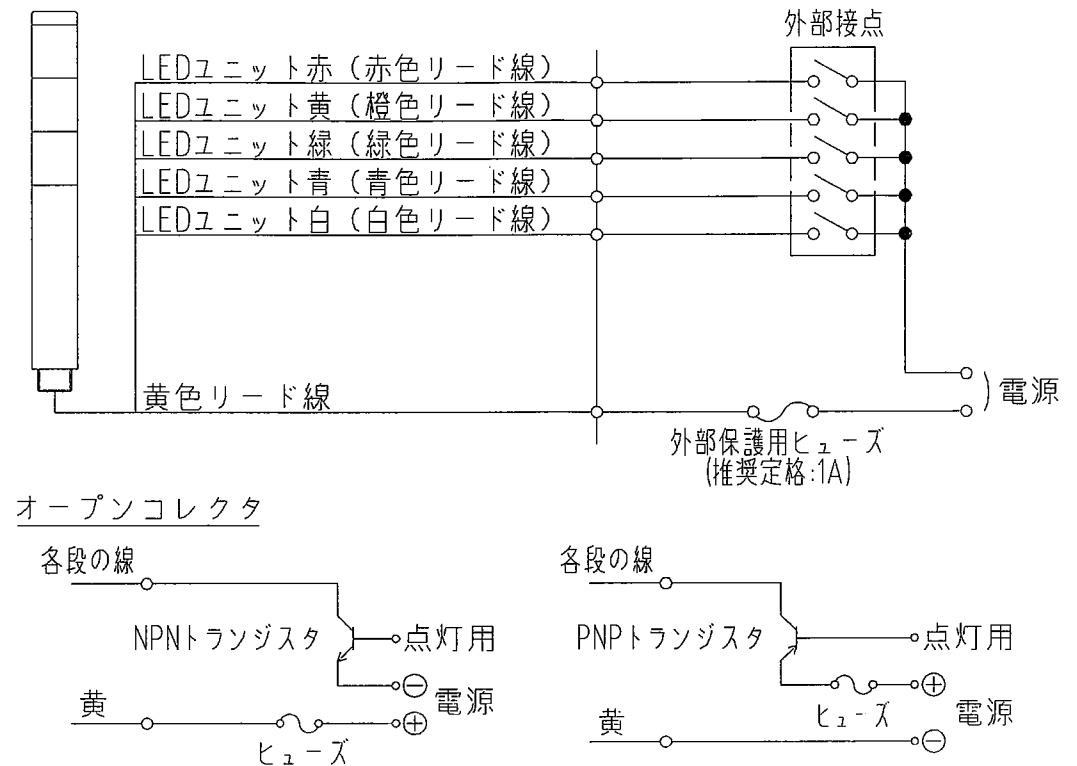 外部接点
LEDユニット赤（赤色リード線）
LEDユニット黄（橙色リード線）
LEDユニット緑（緑色リード線）
LEDユニット青（青色リード線）
LEDユニット白（白色リード線）
黄色リード線
電源
外部保護用ヒューズ
(推奨定格:1A)
オープンコレクタ
各段の線
NPNトランジスタ
点灯用
⊖
電源
黄
⊕
ヒューズ
各段の線
PNPトランジスタ
点灯用
⊕
ヒューズ
電源
黄
⊖